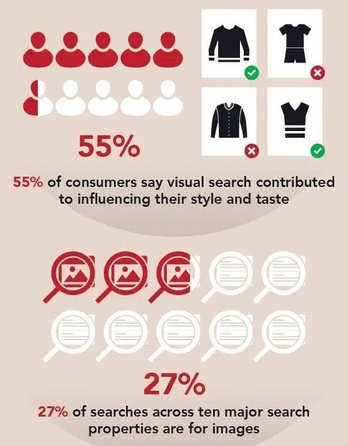 55%
55% of consumers say visual search contributed
to influencing their style and taste
27%
27% of searches across ten major search
properties are for images